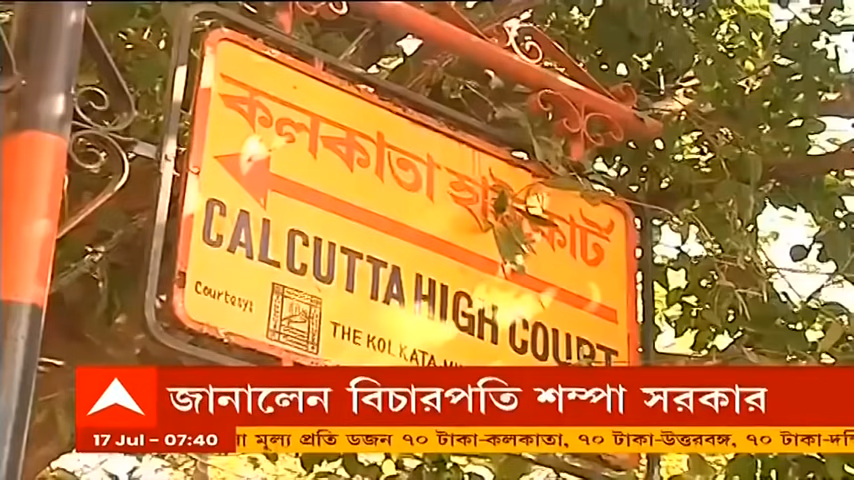 কলকাতা হাইকোর্ট
CALCUTTA HIGH COURT
Courtesy:
THE KOLKATA
জানালেন বিচারপতি শম্পা সরকার
17 Jul - 07:40
মূল্য প্রতি ডজন ৭০ টাকা-কলকাতা, ৭০ টাকা-উত্তরবঙ্গ, ৭০ টাকা-